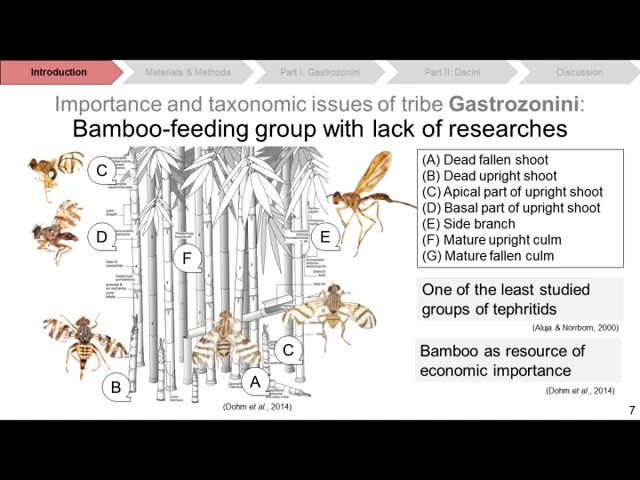 Introduction
Materials & Methods
Part I: Gastrozonini
Part II: Dacini
Discussion
Importance and taxonomic issues of tribe Gastrozonini:
Bamboo-feeding group with lack of researches
C
D
E
F
C
A
B
(Dohm et al., 2014)
(A) Dead fallen shoot
(B) Dead upright shoot
(C) Apical part of upright shoot
(D) Basal part of upright shoot
(E) Side branch
(F) Mature upright culm
(G) Mature fallen culm
One of the least studied
groups of tephritids
(Aluja & Norrbom, 2000)
Bamboo as resource of
economic importance
(Dohm et al., 2014)
7